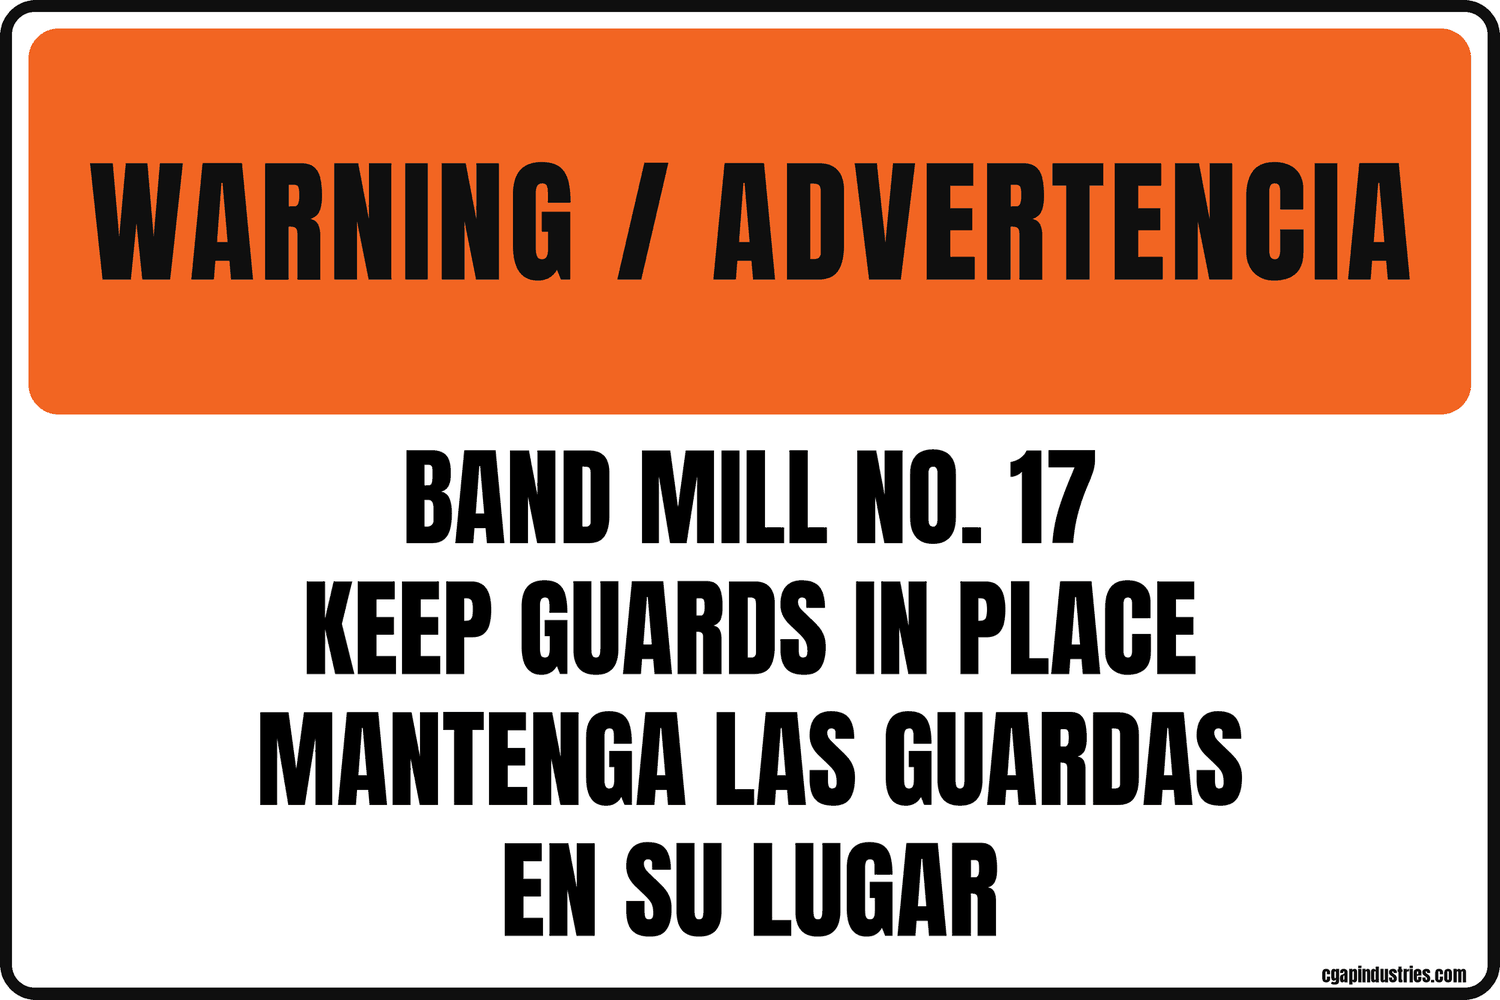 WARNING / ADVERTENCIA
BAND MILL NO. 17
KEEP GUARDS IN PLACE
MANTENGA LAS GUARDAS
EN SU LUGAR
cgapindustries.com